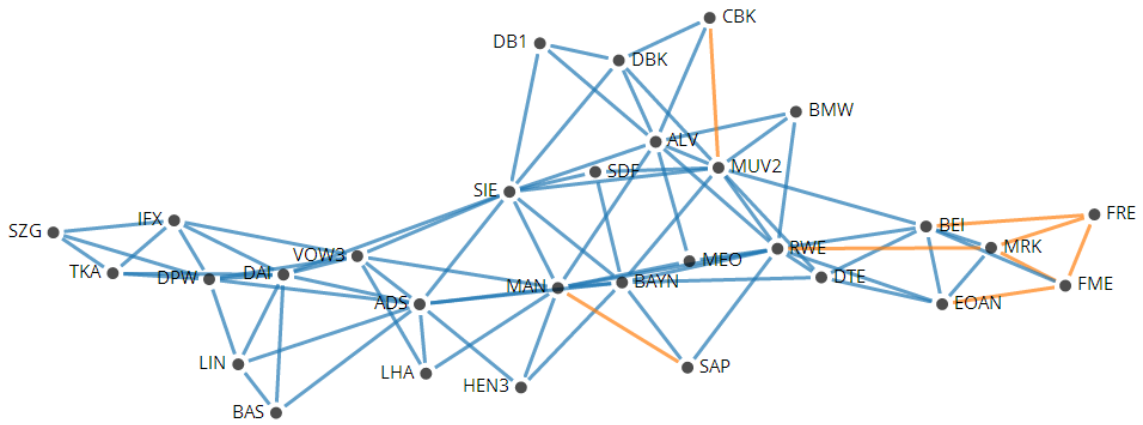 CBK
DB1
DBK
BMW
ALV
MUV2
SDF
SIE
FRE
IFX
BEI
SZG
MRK
RWE
VOW3
MEO
TKA
DPW
DAI
DTE
FME
MAN
BAYN
ADS
EOAN
LIN
SAP
LHA
HEN3
BAS